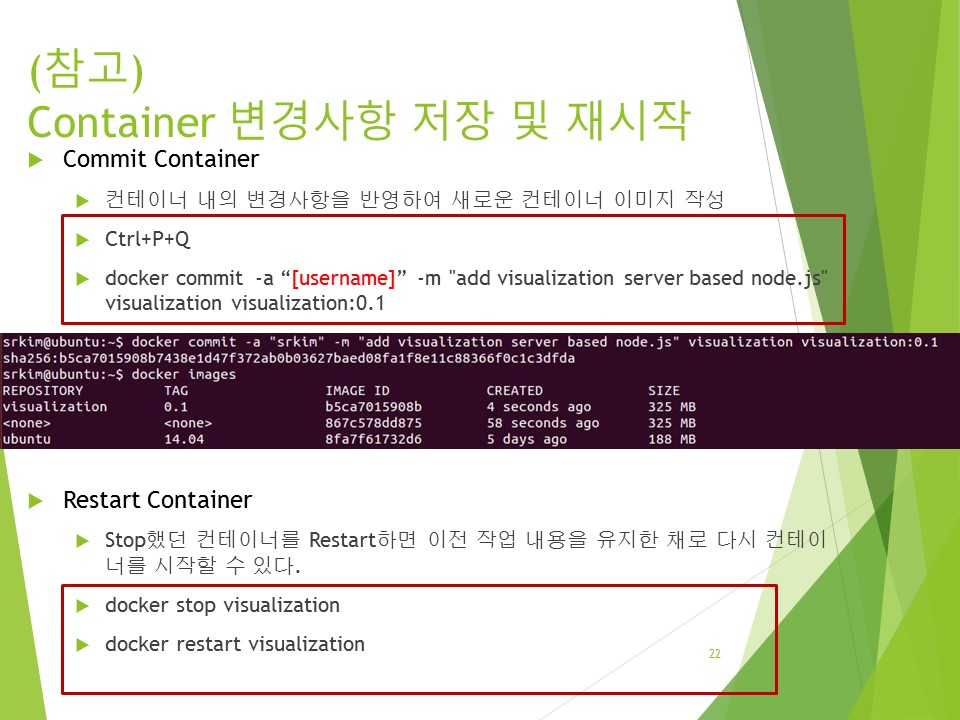 (참고)
Container 변경사항 저장 및 재시작
Commit Container
컨테이너 내의 변경사항을 반영하여 새로운 컨테이너 이미지 작성
Ctrl+P+Q
docker commit -a “[username]” -m "add visualization server based node.js"
visualization visualization:0.1
srkim@ubuntu:~$ docker commit -a "srkim" -m "add visualization server based node.js" visualization visualization:0.1
sha256:b5ca7015908b7438e1d47f372ab0b03627baed08fa1f8e11c88366f0c1c3dfda
srkim@ubuntu:~$ docker images
REPOSITORY TAG IMAGE ID CREATED SIZE
visualization 0.1 b5ca7015908b 4 seconds ago 325 MB
<none> <none> 867c578dd875 58 seconds ago 325 MB
ubuntu 14.04 8fa7f61732d6 5 days ago 188 MB
Restart Container
Stop했던 컨테이너를 Restart하면 이전 작업 내용을 유지한 채로 다시 컨테이
너를 시작할 수 있다.
docker stop visualization
docker restart visualization
22